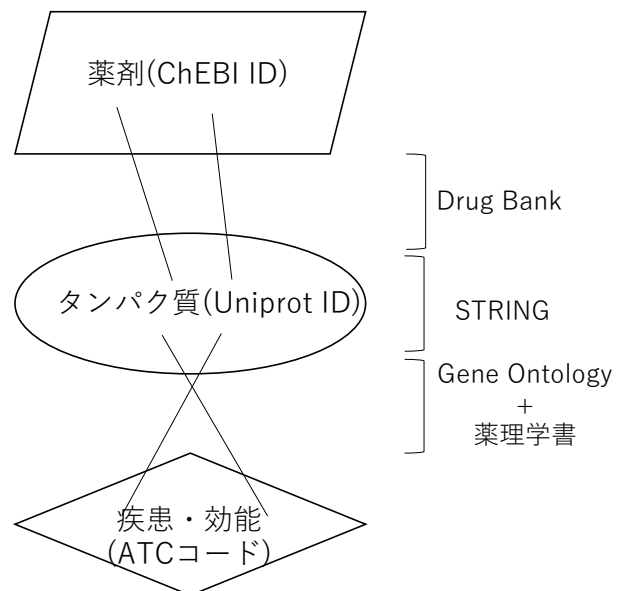 薬剤(ChEBI ID)
Drug Bank
タンパク質(Uniprot ID)
STRING
Gene Ontology
+
薬理学書
疾患・効能
(ATCコード)